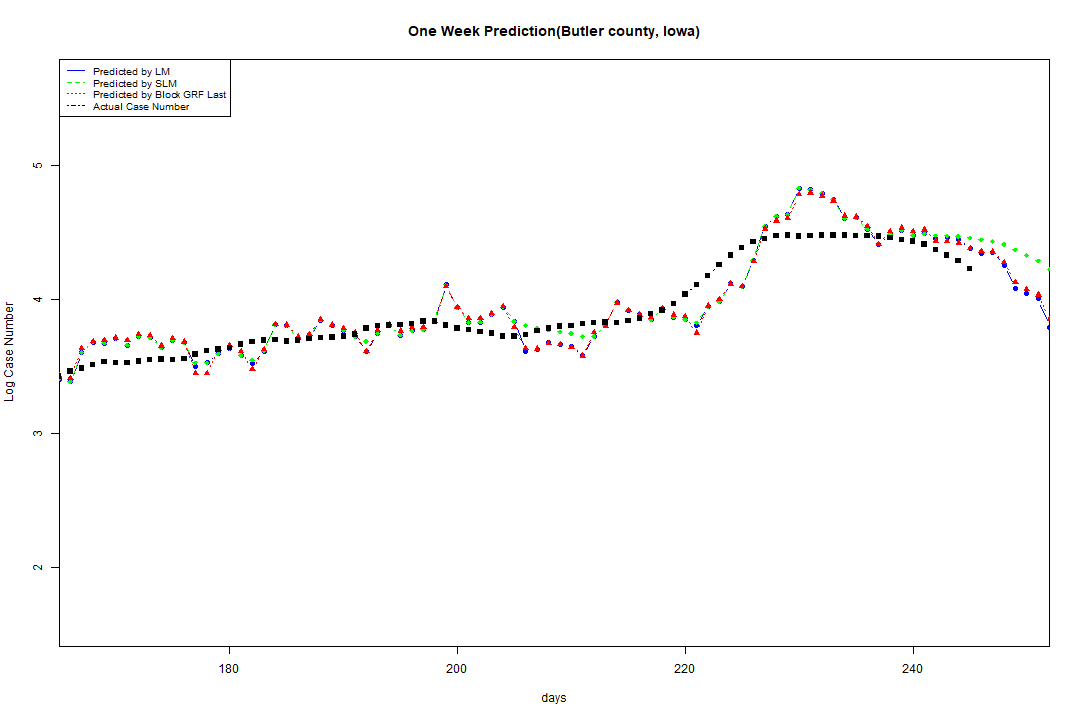 One Week Prediction(Butler county, Iowa)
Predicted by LM
Predicted by SLM
Predicted by Block GRF Last
Actual Case Number
5
4
3
2
Log Case Number
180 200 220 240
days